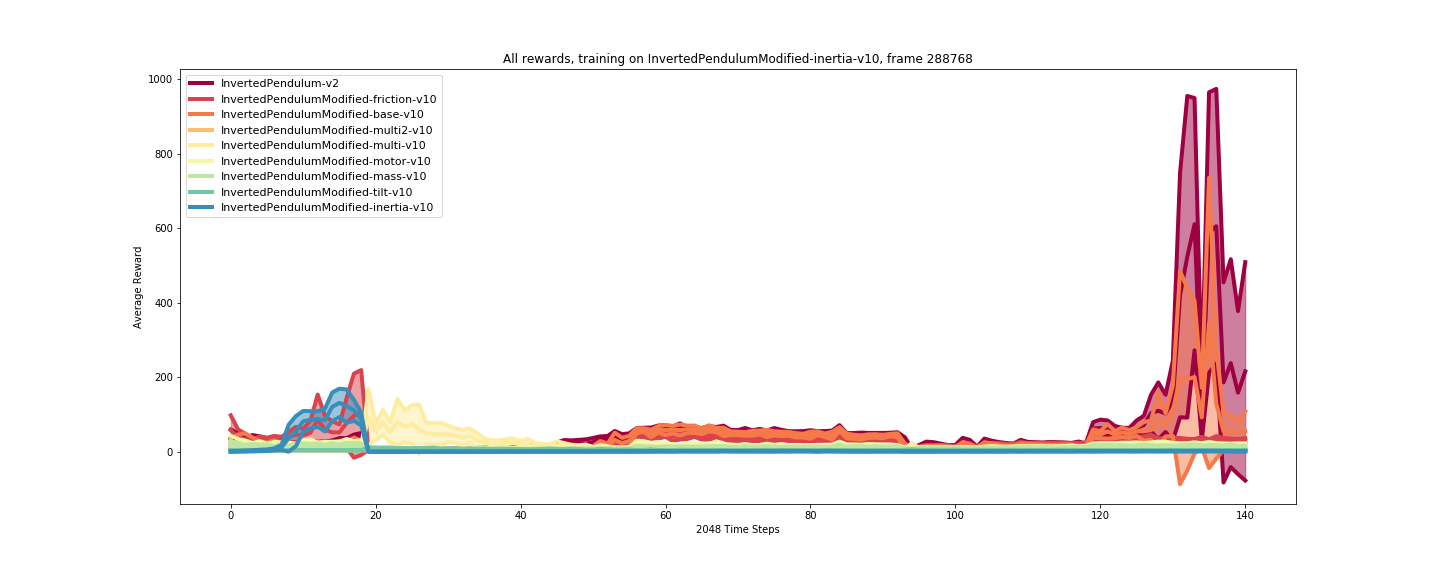 All rewards, training on InvertedPendulumModified-inertia-v10, frame 288768
1000
800
600
400
200
0
Average Reward
InvertedPendulum-v2
InvertedPendulumModified-friction-v10
InvertedPendulumModified-base-v10
InvertedPendulumModified-multi2-v10
InvertedPendulumModified-multi-v10
InvertedPendulumModified-motor-v10
InvertedPendulumModified-mass-v10
InvertedPendulumModified-tilt-v10
InvertedPendulumModified-inertia-v10
0 20 40 60 80 100 120 140
2048 Time Steps